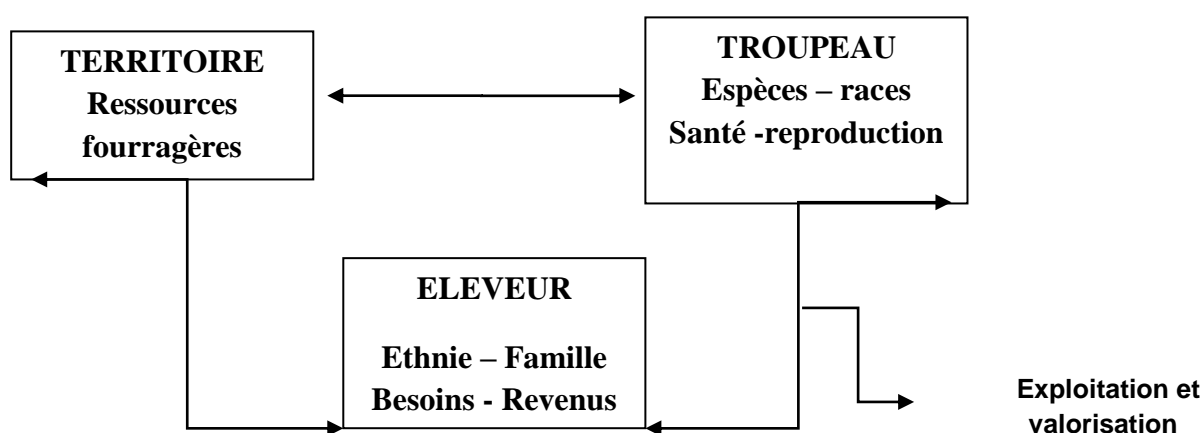 TERRITOIRE
Ressources
fourragères
TROUPEAU
Espèces – races
Santé -reproduction
ELEVEUR
Ethnie – Famille
Besoins - Revenus
Exploitation et
valorisation